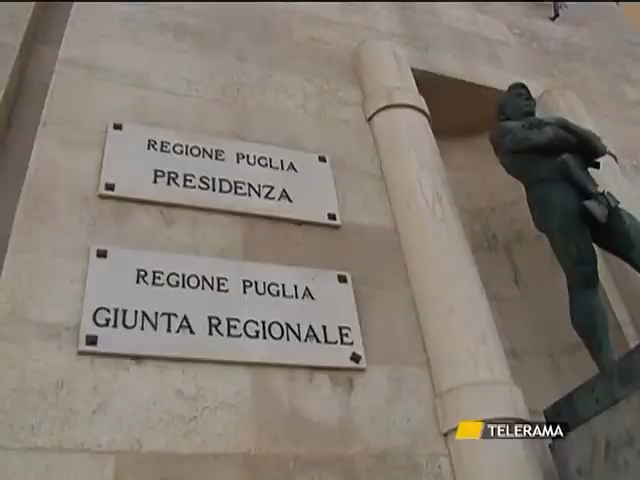 REGIONE PUGLIA
PRESIDENZA
REGIONE PUGLIA
GIUNTA REGIONALE
TELERAMA